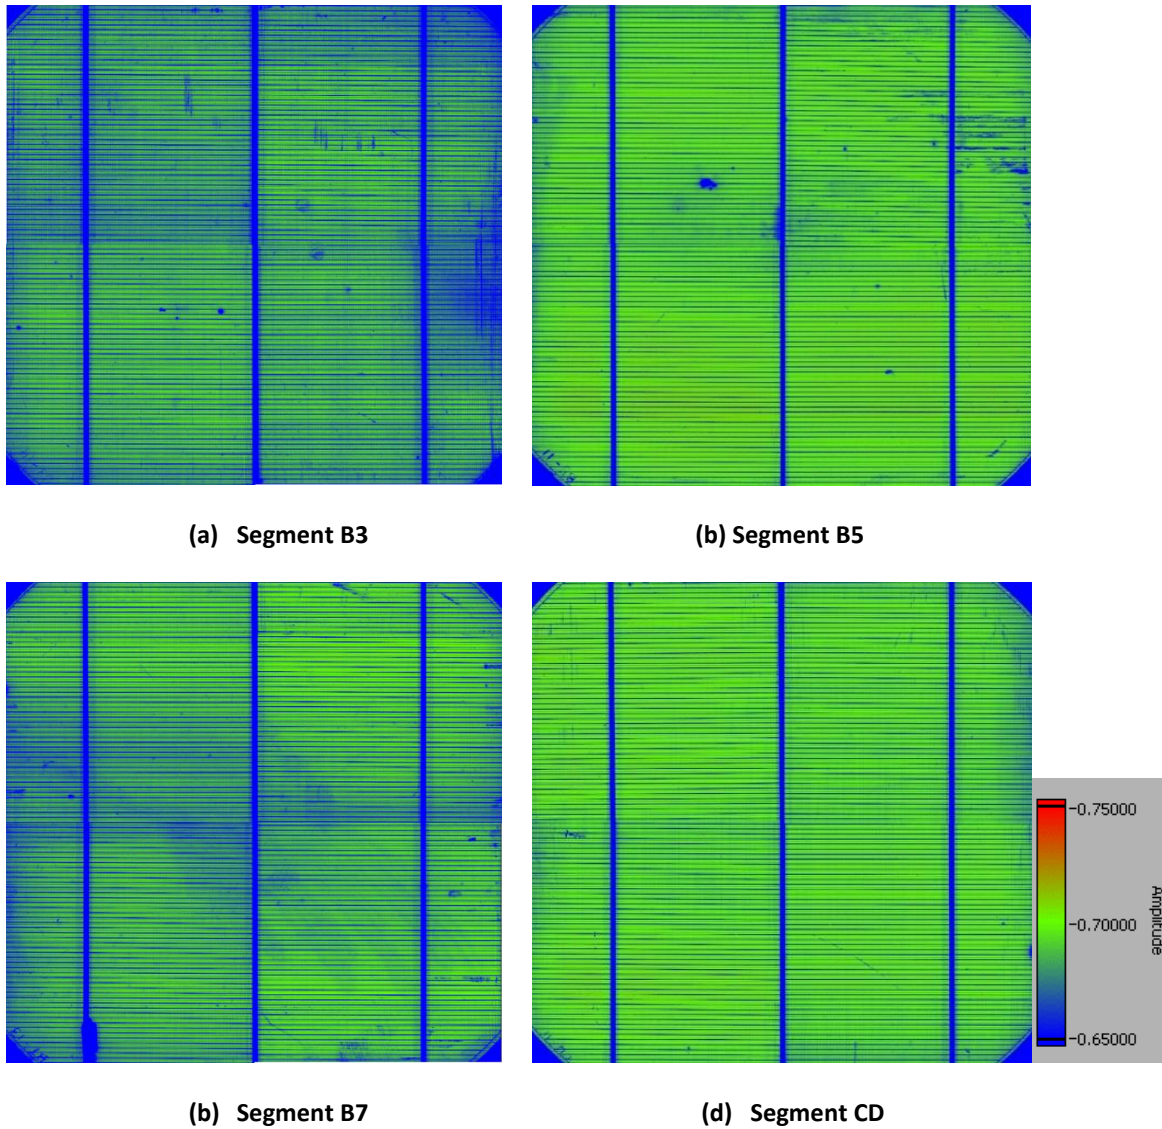 (a) Segment B3
(b) Segment B5
(b) Segment B7
(d) Segment CD
-0.75000
-0.70000
-0.65000
Amplitude